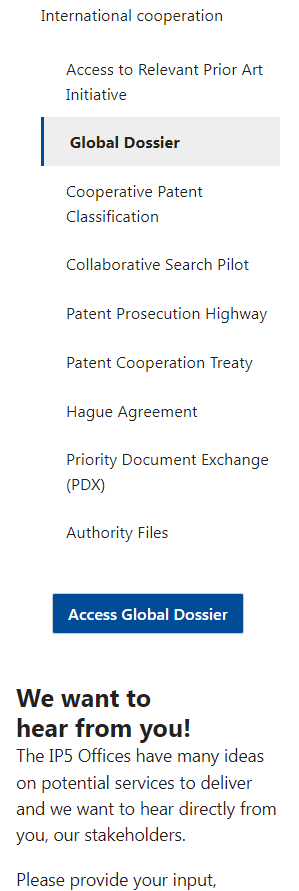 International cooperation
Access to Relevant Prior Art
Initiative
Global Dossier
Cooperative Patent
Classification
Collaborative Search Pilot
Patent Prosecution Highway
Patent Cooperation Treaty
Hague Agreement
Priority Document Exchange
(PDX)
Authority Files
Access Global Dossier
We want to
hear from you!
The IP5 Offices have many ideas
on potential services to deliver
and we want to hear directly from
you, our stakeholders.
Please provide your input,